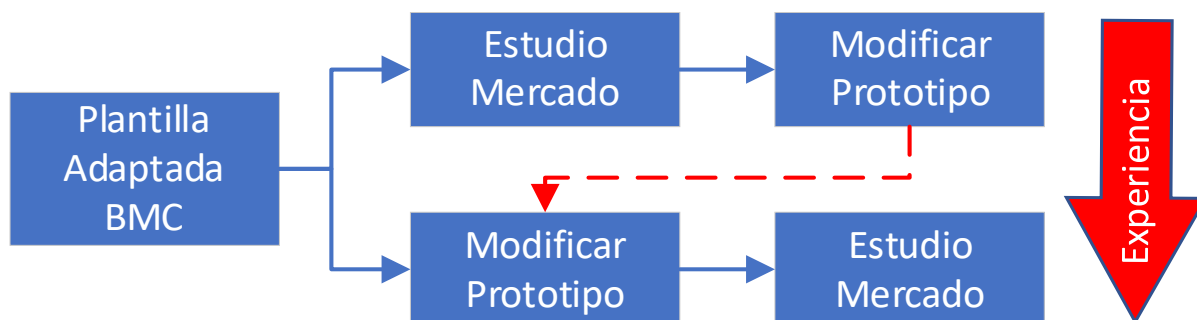 Plantilla
Adaptada
BMC
Estudio
Mercado
Modificar
Prototipo
Modificar
Prototipo
Estudio
Mercado
Experiencia